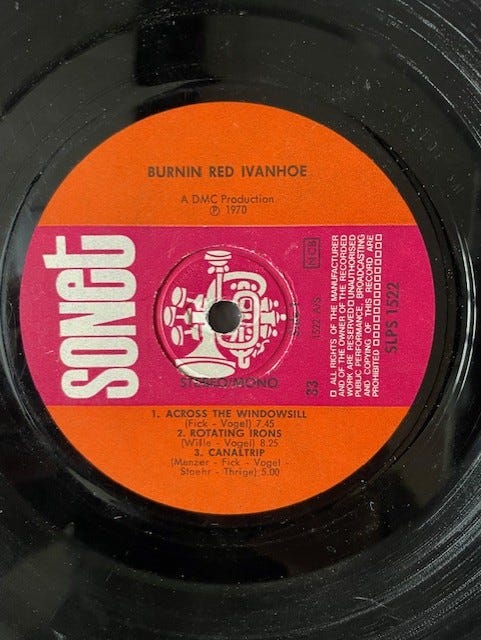 BURNIN RED IVANHOE
A DMC Production
Ⓟ 1970
sonet
STEREO/MONO
1522 A/S
NCB
33
□ ALL RIGHTS OF THE MANUFACTURER
AND OF THE OWNER OF THE RECORDED
WORK ARE RESERVED □ UNAUTHORISED
PUBLIC PERFORMANCE BROADCASTING
AND COPYING OF THIS RECORD ARE
PROHIBITED
SLPS 1522
1. ACROSS THE WINDOWSILL
(Fick - Vogel) 7.45
2. ROTATING IRONS
(Wille - Vogel) 8.25
3. CANALTRIP
(Menzer - Fick - Vogel -
Staehr - Thrige) 5.00